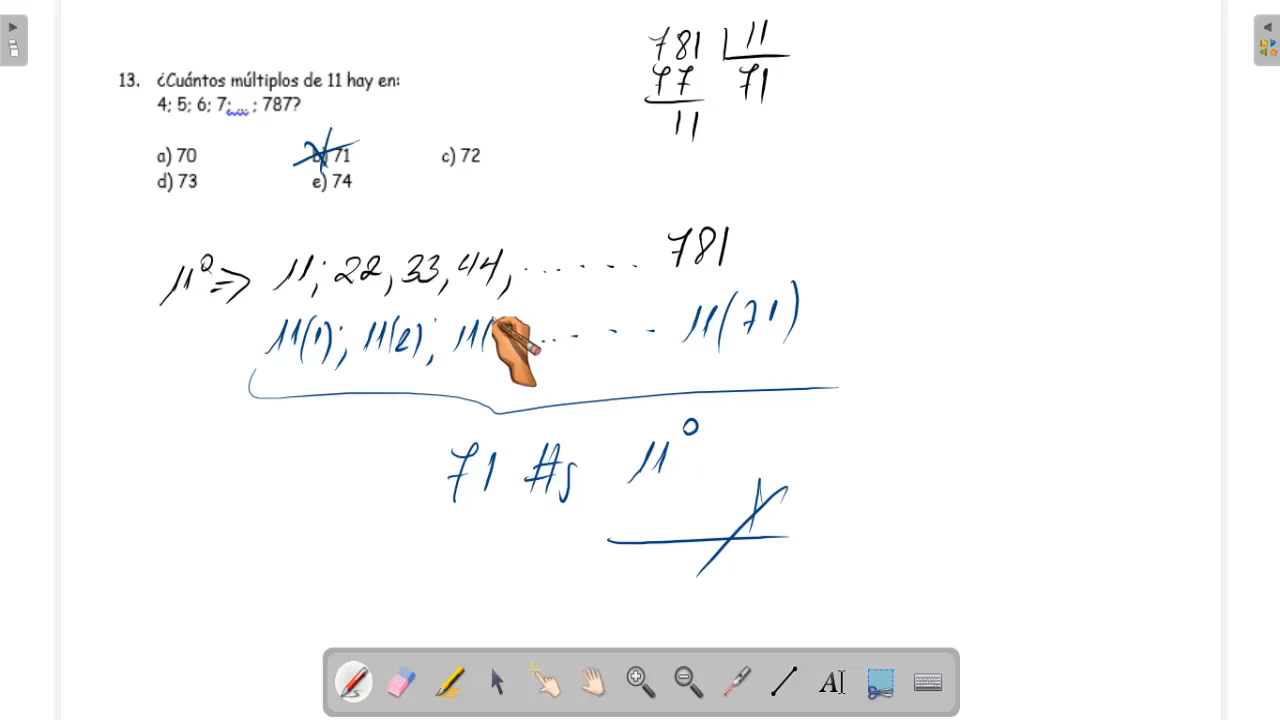 13. ¿Cuántos múltiplos de 11 hay en:
4; 5; 6; 7; ... ; 787?
a) 70 b) 71 c) 72
d) 73 e) 74
781 11
77 71
11
11° => 11; 22, 33, 44, ...... 781
11(1); 11(2); 11( ..... 11(71)
71 #s 11°